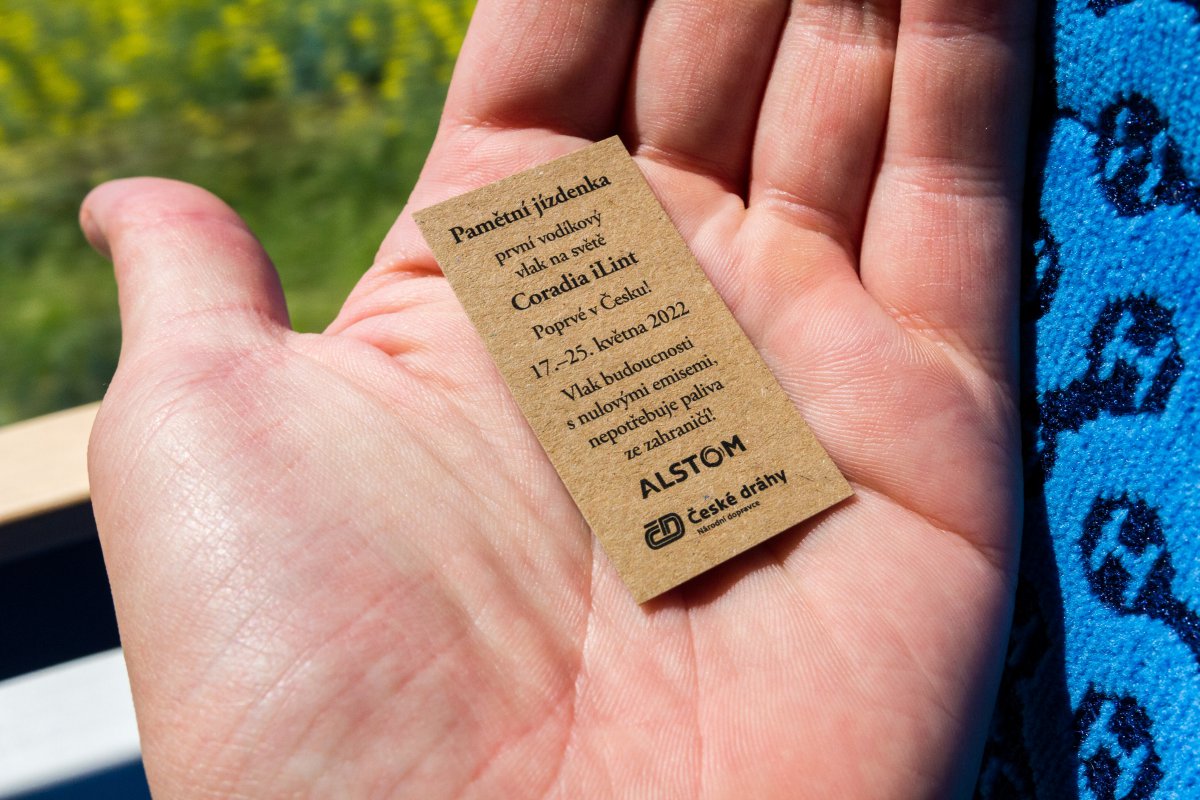 Pamětní jízdenka
první vodíkový
vlak na světě
Coradia iLint
Poprvé v Česku!
17.–25. května 2022
Vlak budoucnosti
s nulovými emisemi,
nepotřebuje paliva
ze zahraničí!
ALSTOM
ČD České dráhy
Národní dopravce